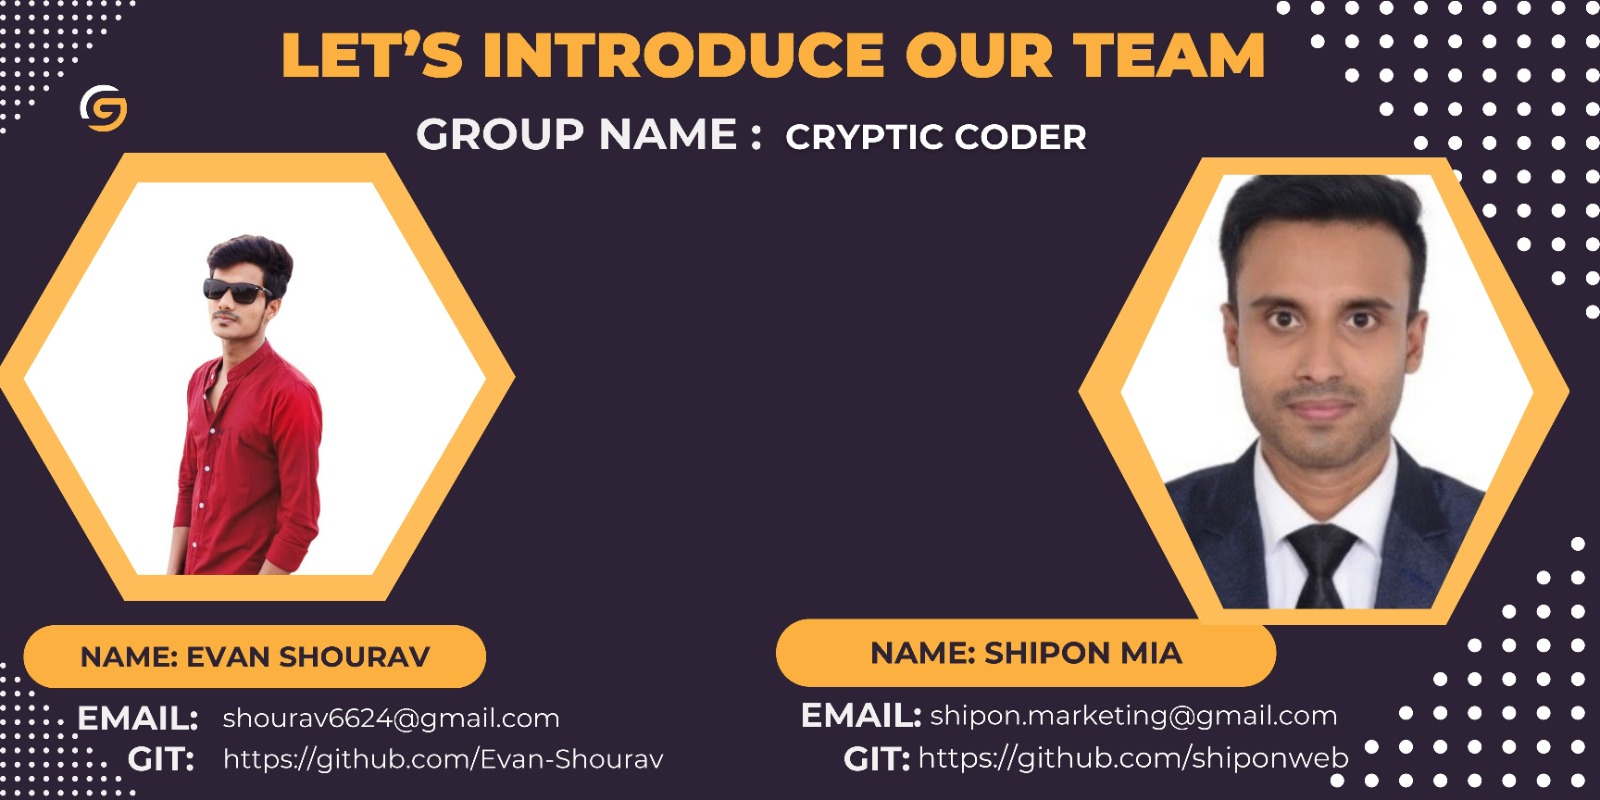 LET’S INTRODUCE OUR TEAM
GROUP NAME : CRYPTIC CODER
NAME: EVAN SHOURAV
EMAIL: shourav6624@gmail.com
GIT: https://github.com/Evan-Shourav
NAME: SHIPON MIA
EMAIL: shipon.marketing@gmail.com
GIT: https://github.com/shiponweb